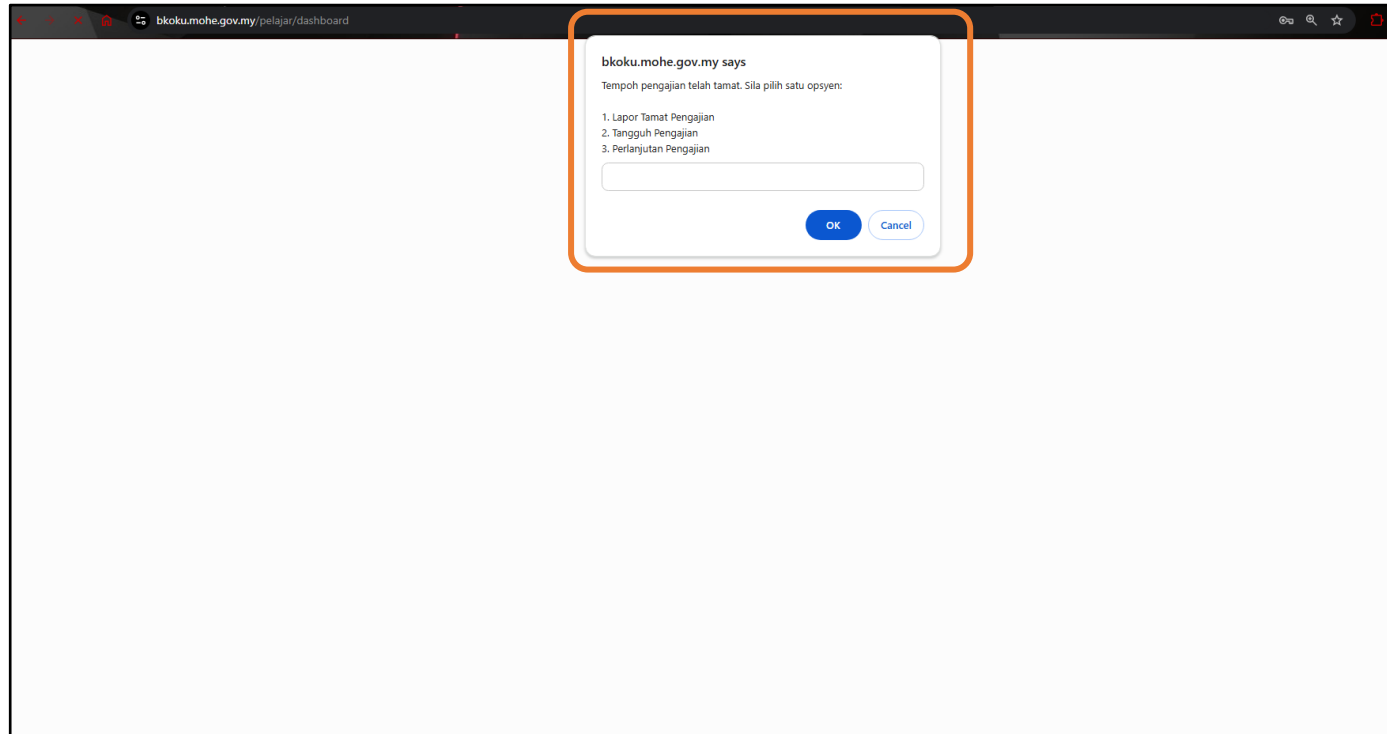 bkoku.mohe.gov.my/pelajar/dashboard
bkoku.mohe.gov.my says
Tempoh pengajian telah tamat. Sila pilih satu opsyen:
1. Lapor Tamat Pengajian
2. Tangguh Pengajian
3. Perlanjutan Pengajian
OK Cancel